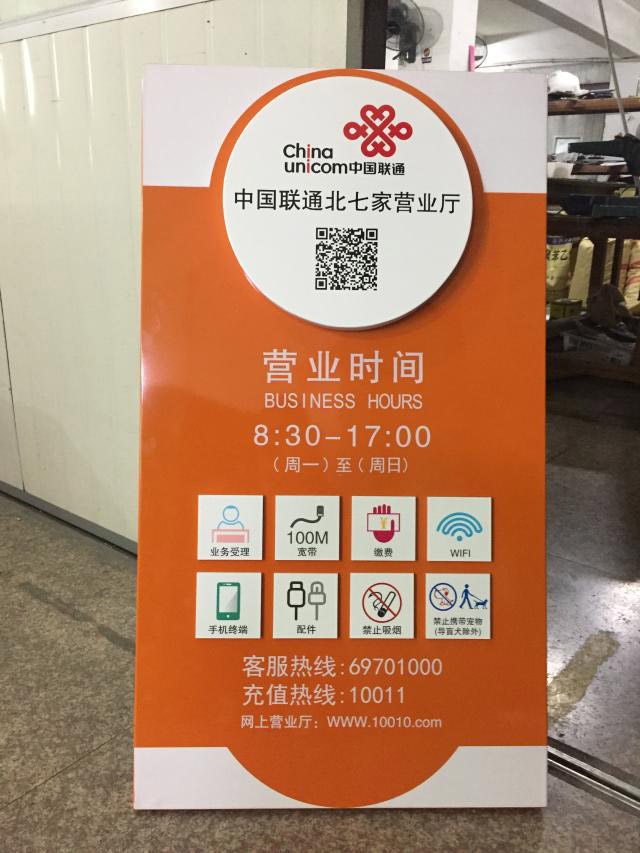 China
unicom中国联通
中国联通北七家营业厅
营业时间
BUSINESS HOURS
8:30-17:00
（周一）至（周日）
业务受理
100M
宽带
缴费
WIFI
手机终端
配件
禁止吸烟
禁止携带宠物
(导盲犬除外)
客服热线:69701000
充值热线:10011
网上营业厅：WWW.10010.com